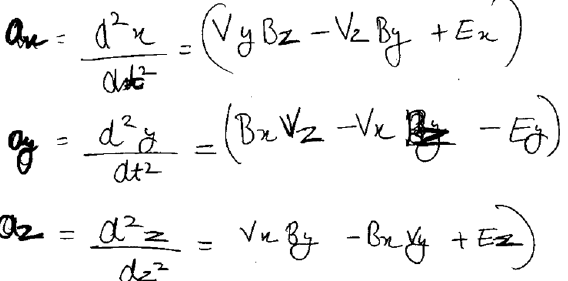 ax = d²x/dt² = (Vy Bz - Vz By + Ex)
ay = d²y/dt² = (Bx Vz - Vx Bz - Ey)
az = d²z/dz² = Vx By - Bx Vy + Ez)